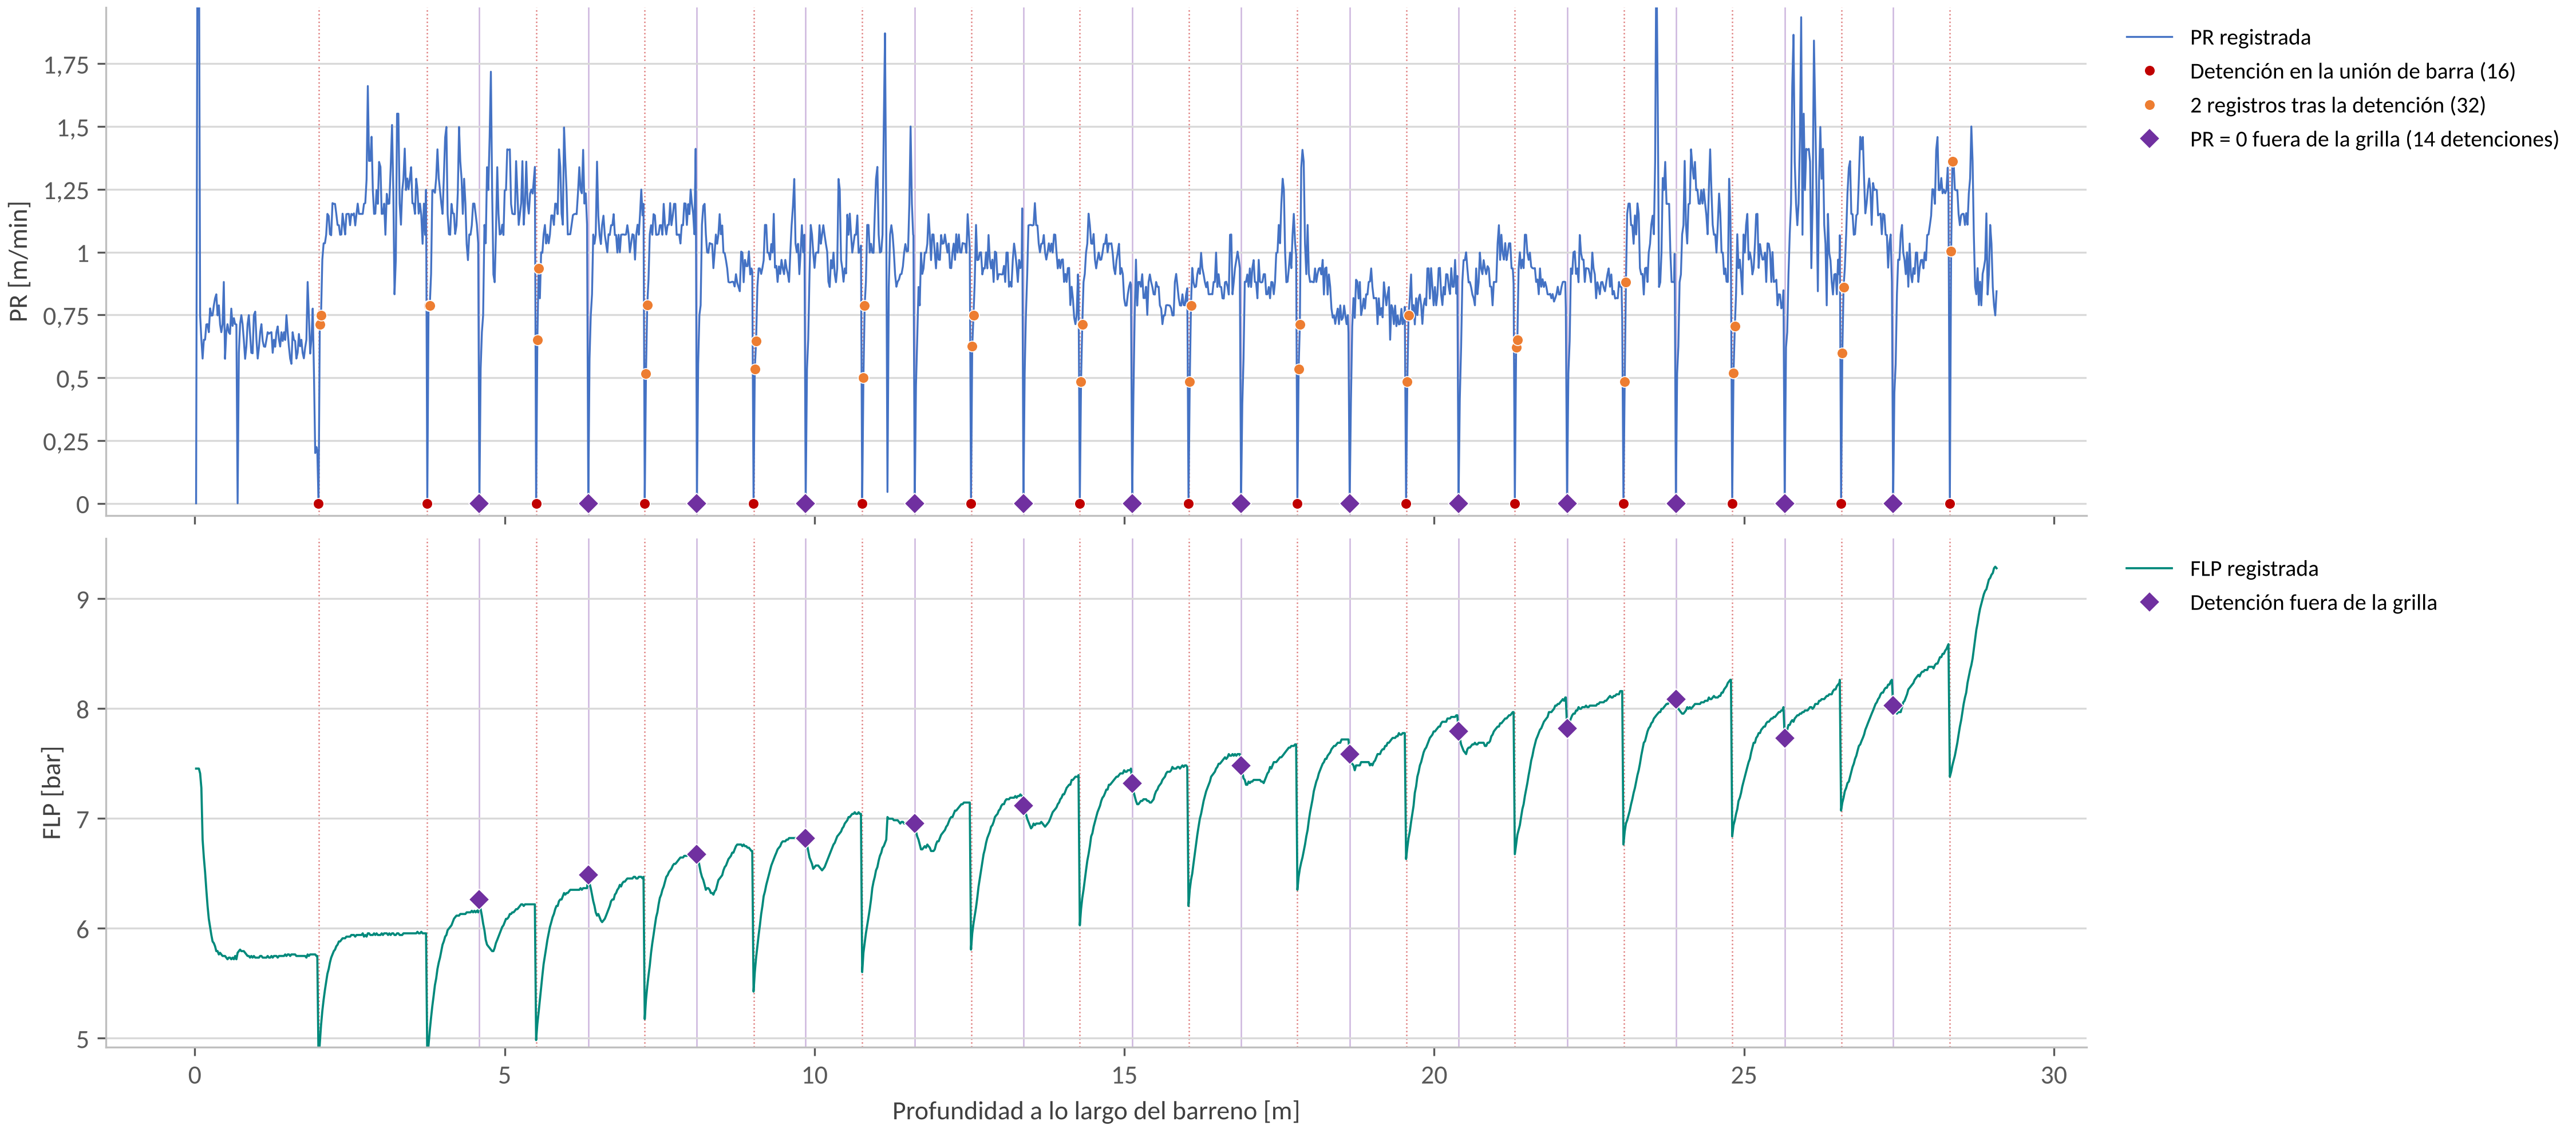 PR [m/min]
1,75
1,5
1,25
1
0,75
0,5
0,25
0
PR registrada
Detención en la unión de barra (16)
2 registros tras la detención (32)
PR = 0 fuera de la grilla (14 detenciones)
FLP [bar]
9
8
7
6
5
FLP registrada
Detención fuera de la grilla
0 5 10 15 20 25 30
Profundidad a lo largo del barreno [m]